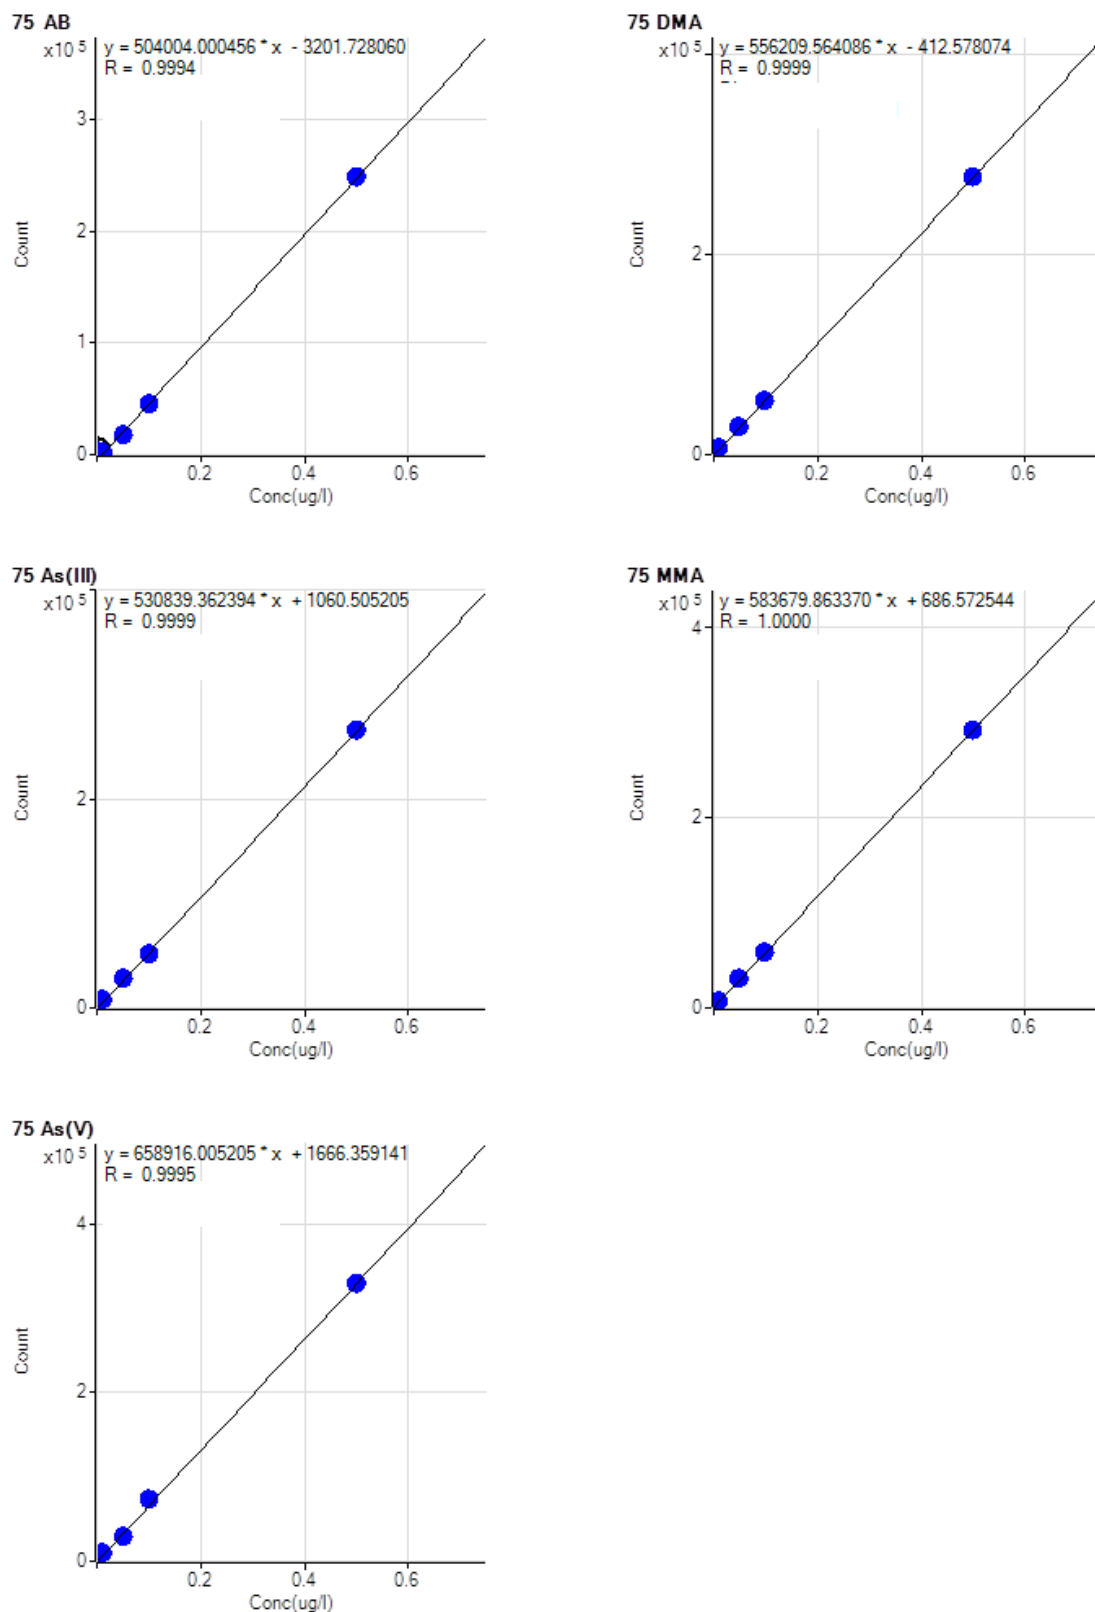 75 AB
x10 5
y = 504004.000456 * x - 3201.728060
R = 0.9994
3
2
1
0
Count
0.2 0.4 0.6
Conc(ug/l)
75 DMA
x10 5
y = 556209.564086 * x - 412.578074
R = 0.9999
2
0
Count
0.2 0.4 0.6
Conc(ug/l)
75 As(III)
x10 5
y = 530839.362394 * x + 1060.505205
R = 0.9999
2
0
Count
0.2 0.4 0.6
Conc(ug/l)
75 MMA
x10 5
y = 583679.863370 * x + 686.572544
R = 1.0000
4
2
0
Count
0.2 0.4 0.6
Conc(ug/l)
75 As(V)
x10 5
y = 658916.005205 * x + 1666.359141
R = 0.9995
4
2
0
Count
0.2 0.4 0.6
Conc(ug/l)